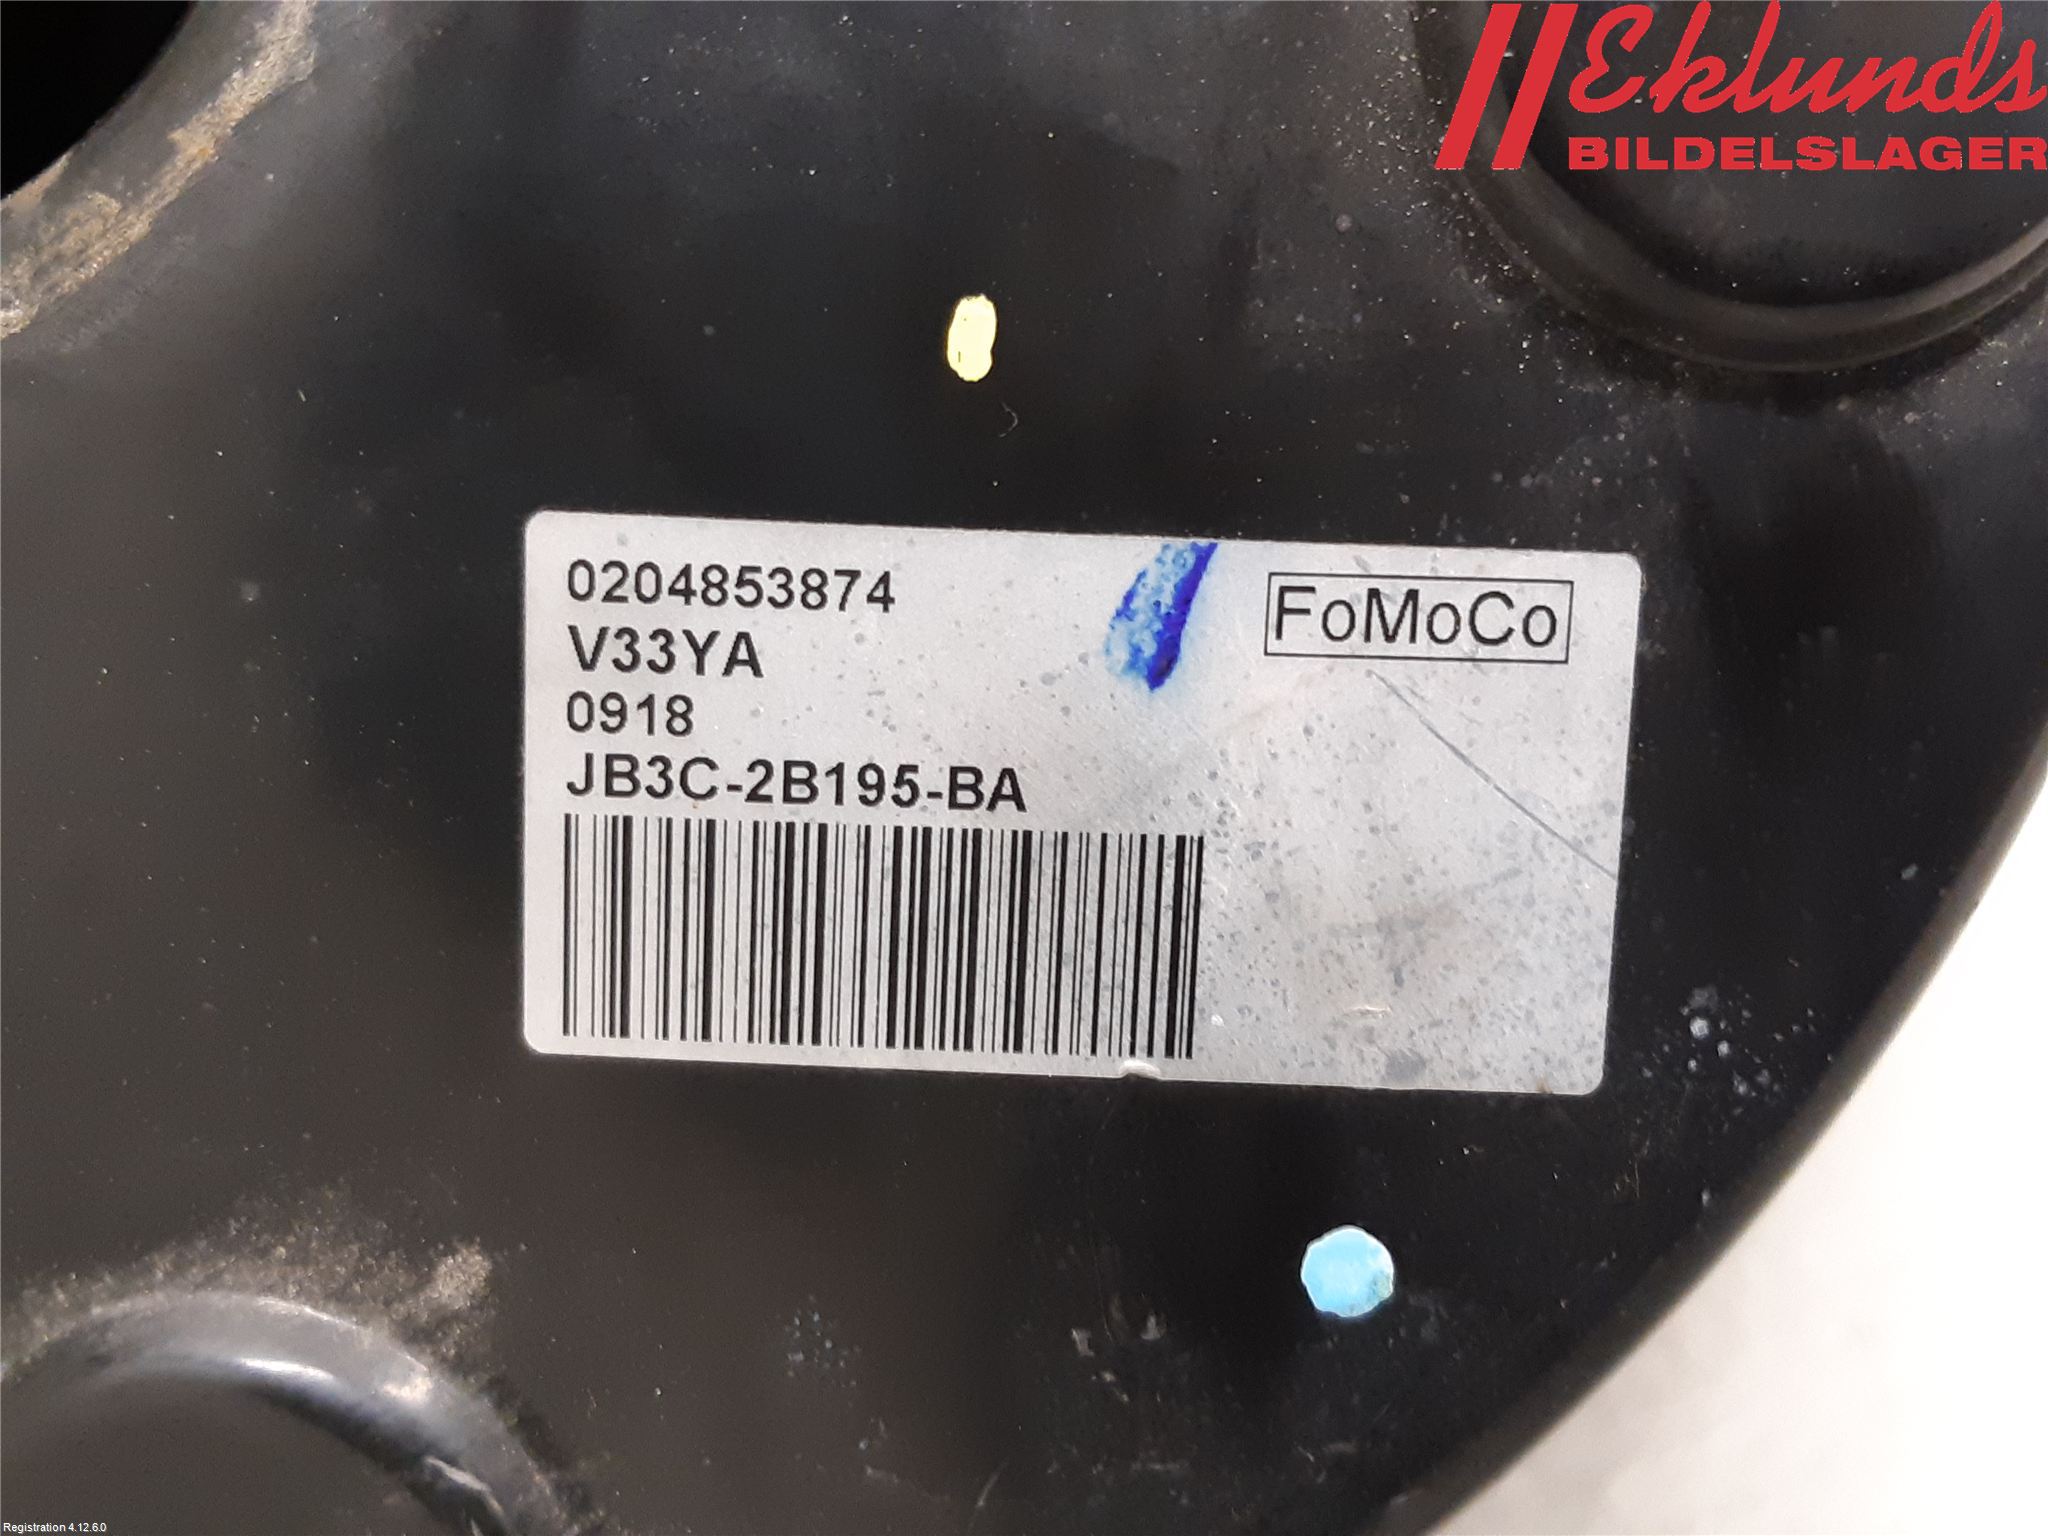 Eklunds
BILDELSLAGER
0204853874
FoMoCo
V33YA
0918
JB3C-2B195-BA
Registration 4.12.6.0